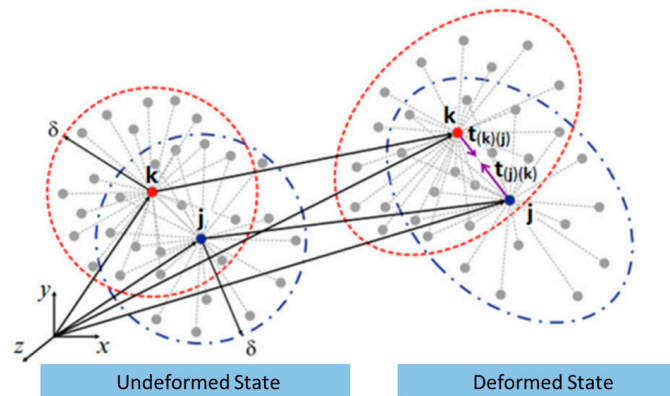 k
t(k)(j)
δ
k
t(j)(k)
j
j
y
δ
z
x
Undeformed State
Deformed State